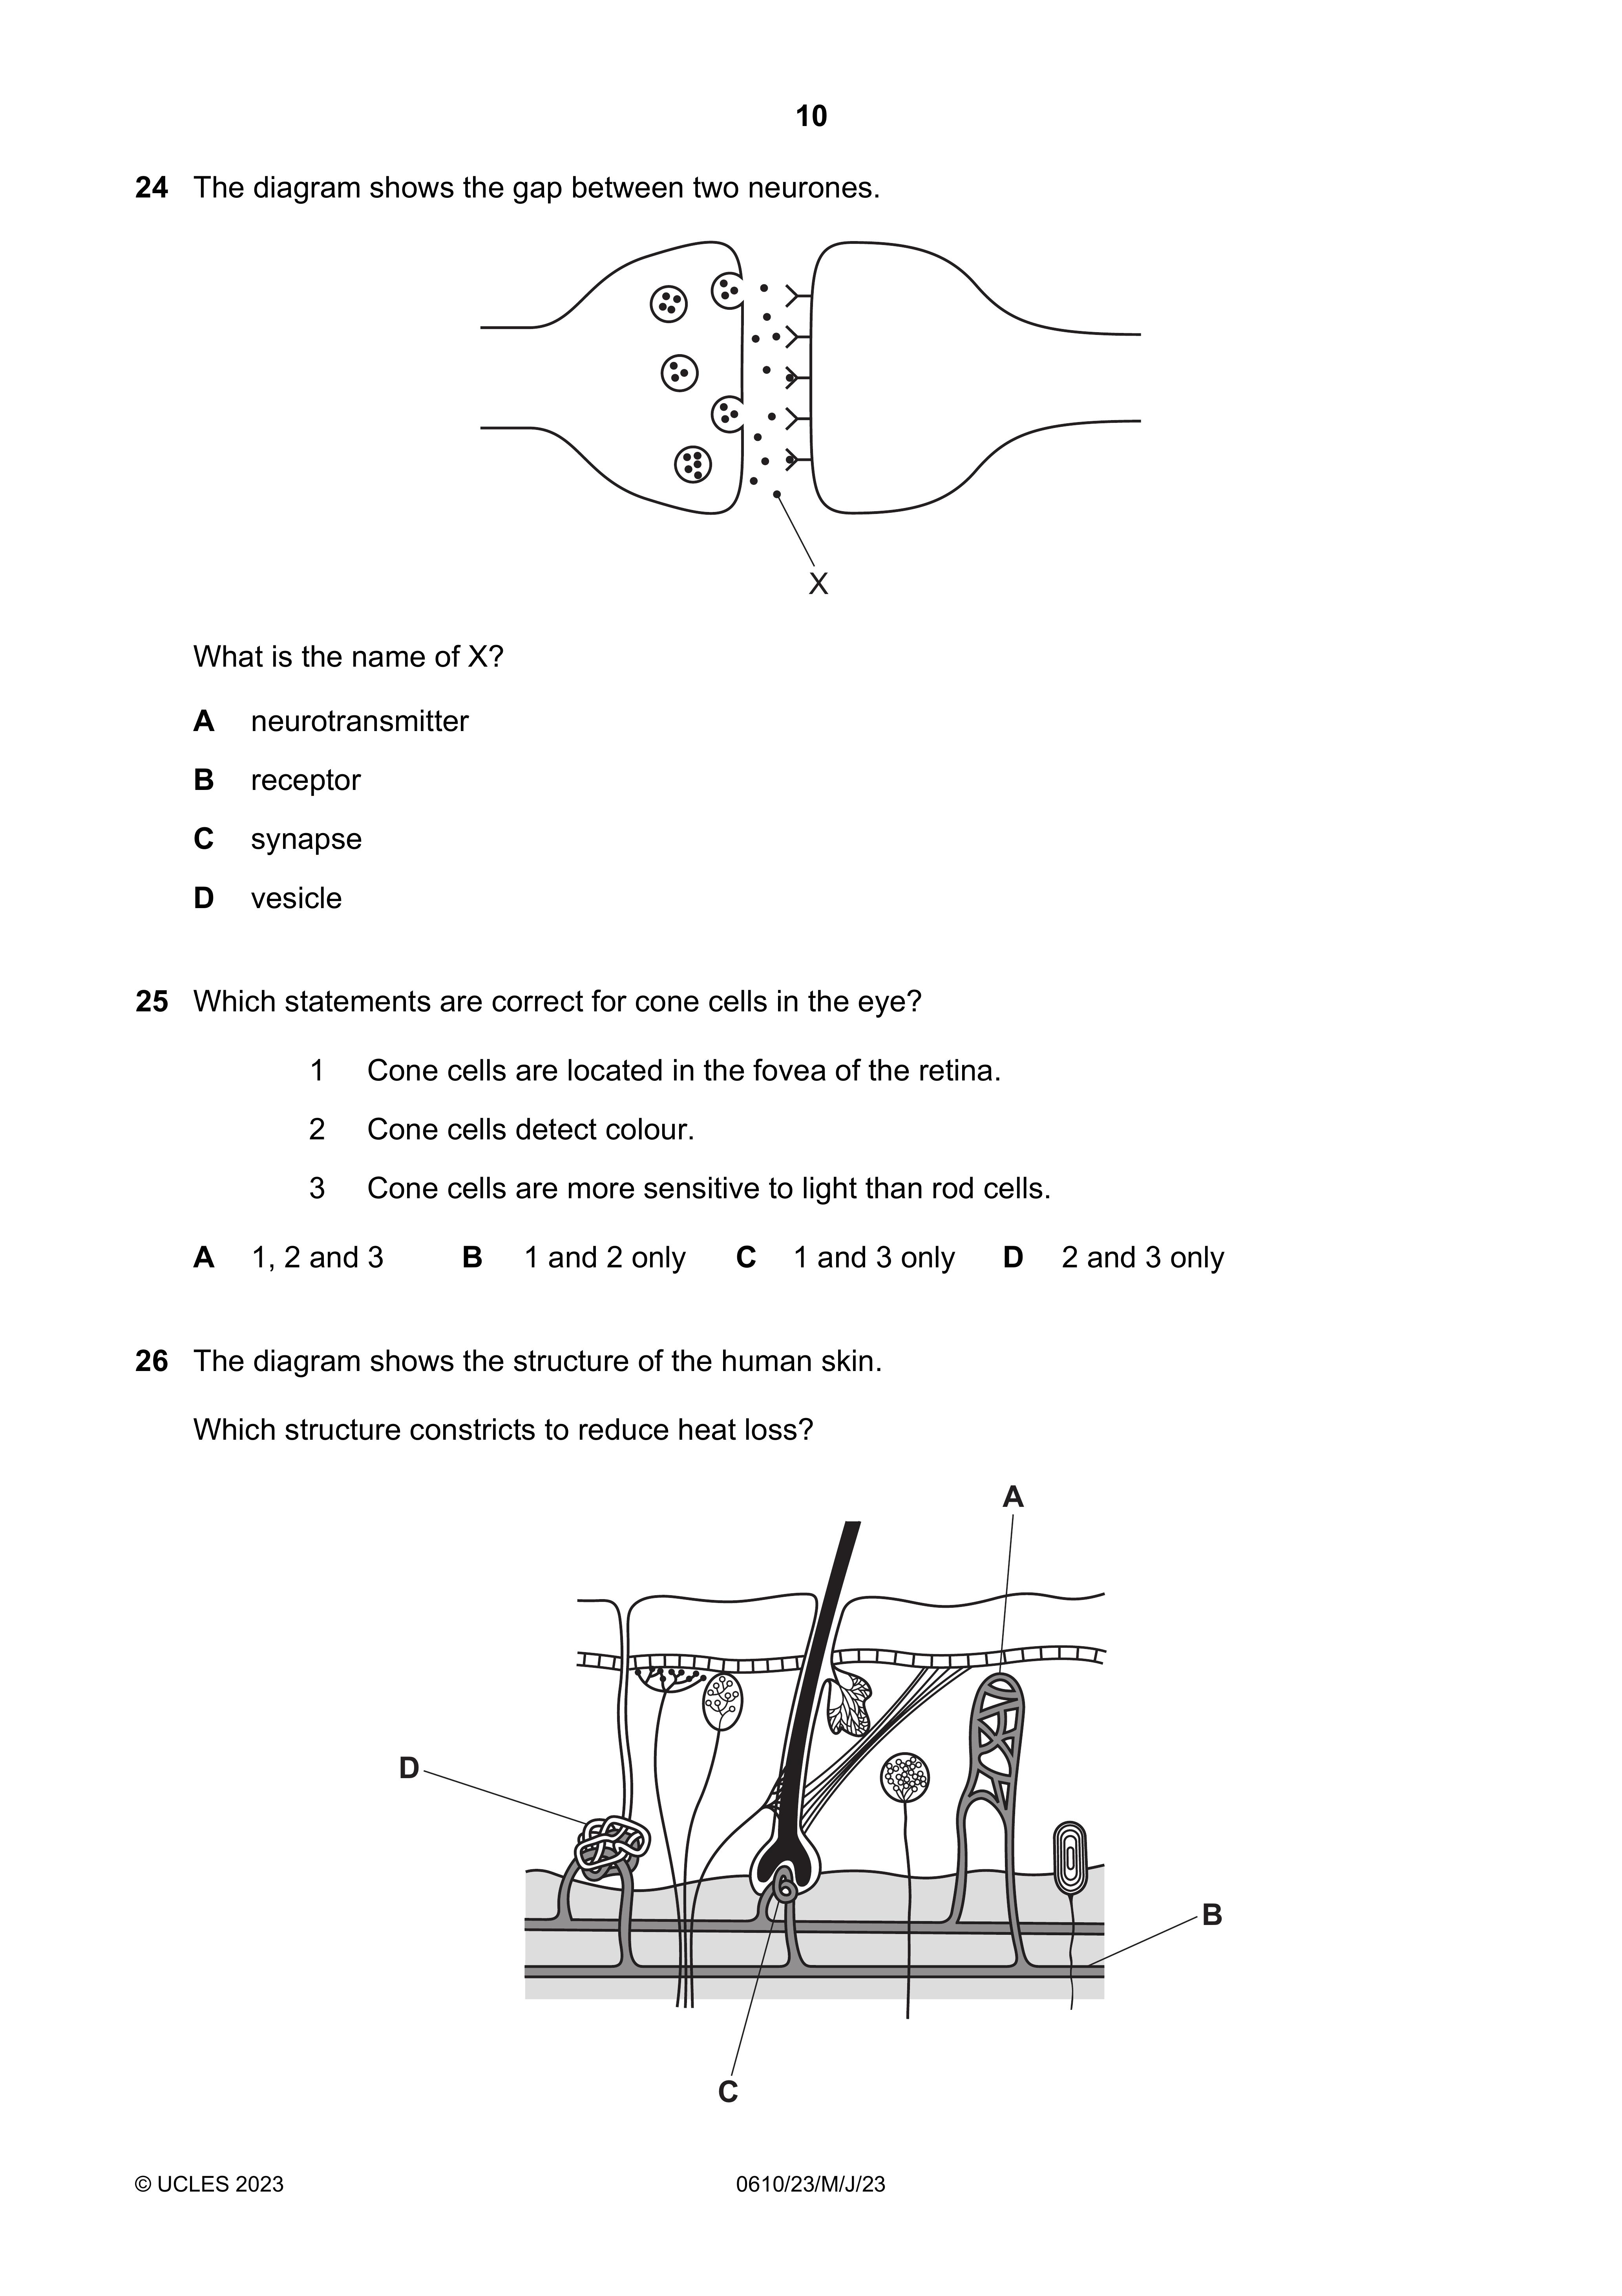 10
24 The diagram shows the gap between two neurones.
X
What is the name of X?
A neurotransmitter
B receptor
C synapse
D vesicle
25 Which statements are correct for cone cells in the eye?
1 Cone cells are located in the fovea of the retina.
2 Cone cells detect colour.
3 Cone cells are more sensitive to light than rod cells.
A 1, 2 and 3 B 1 and 2 only C 1 and 3 only D 2 and 3 only
26 The diagram shows the structure of the human skin.
Which structure constricts to reduce heat loss?
A
D
B
C
© UCLES 2023 0610/23/M/J/23